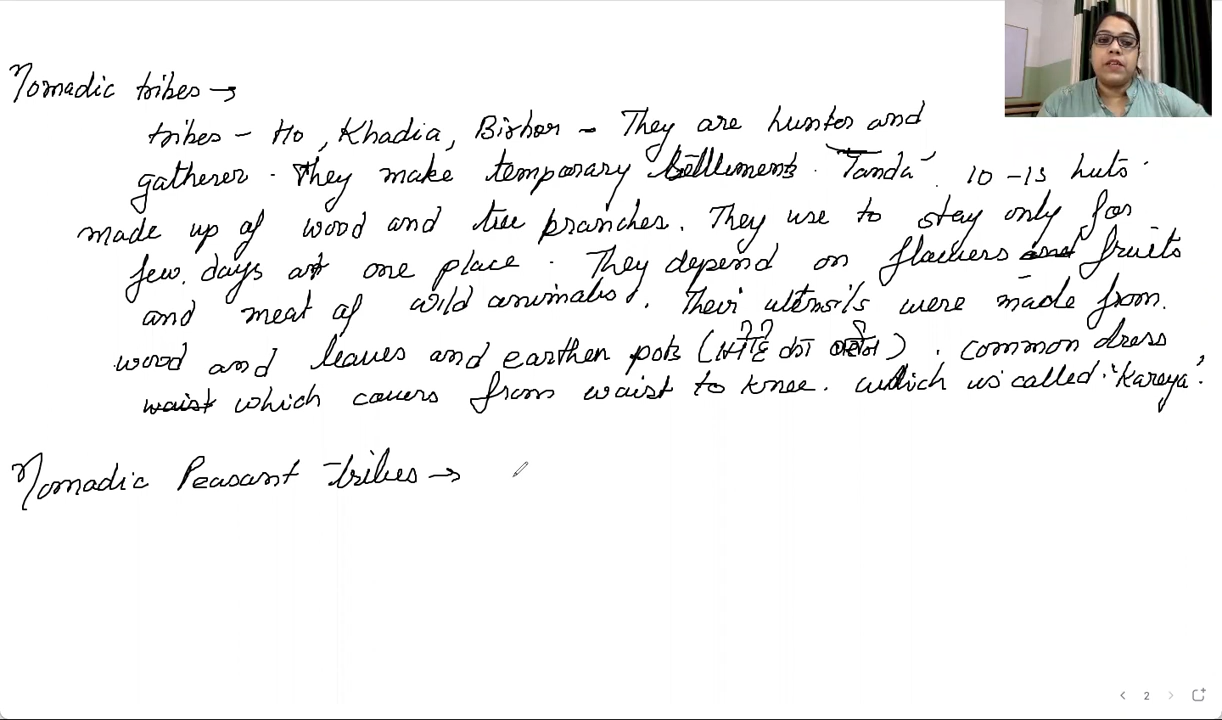 Nomadic tribes →
tribes – Ho, Khadia, Birhor – They are hunter and
gatherer. They make temporary settlements. 'Tanda'. 10 –15 huts.
made up of wood and tree branches. They use to stay only for
few. days at one place. They depend on flowers fruits
and meat of wild animals. Their utensils were made from.
wood and leaves and earthen pots ( ). common dress
waist which covers from waist to knee. which is called. 'Kareya'.
Nomadic Peasant tribes →
2